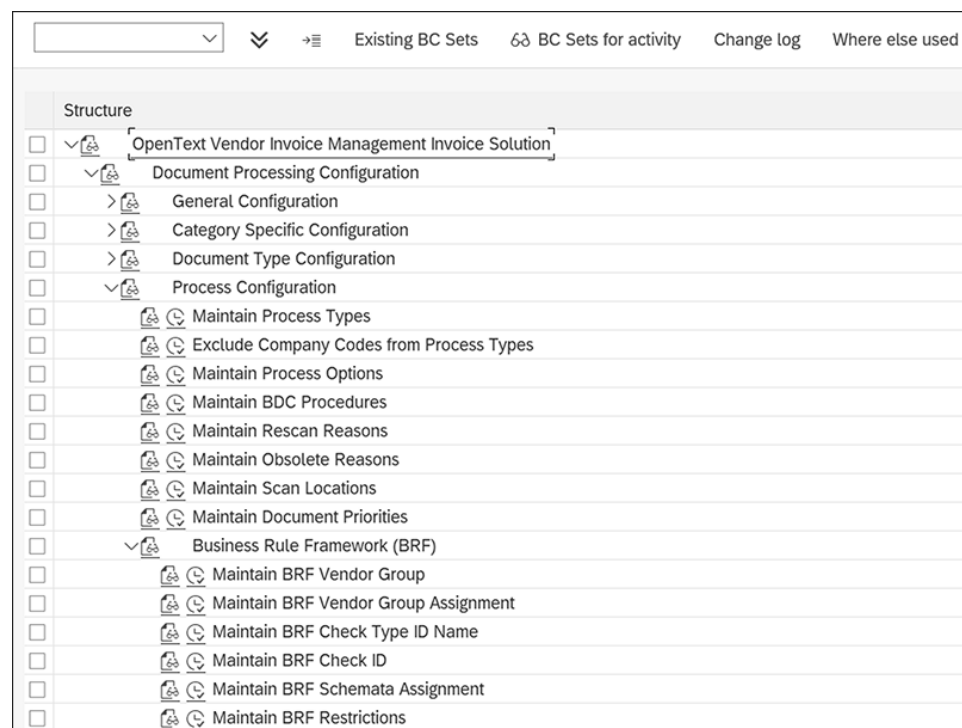 Existing BC Sets BC Sets for activity Change log Where else used
Structure
OpenText Vendor Invoice Management Invoice Solution
Document Processing Configuration
General Configuration
Category Specific Configuration
Document Type Configuration
Process Configuration
Maintain Process Types
Exclude Company Codes from Process Types
Maintain Process Options
Maintain BDC Procedures
Maintain Rescan Reasons
Maintain Obsolete Reasons
Maintain Scan Locations
Maintain Document Priorities
Business Rule Framework (BRF)
Maintain BRF Vendor Group
Maintain BRF Vendor Group Assignment
Maintain BRF Check Type ID Name
Maintain BRF Check ID
Maintain BRF Schemata Assignment
Maintain BRF Restrictions